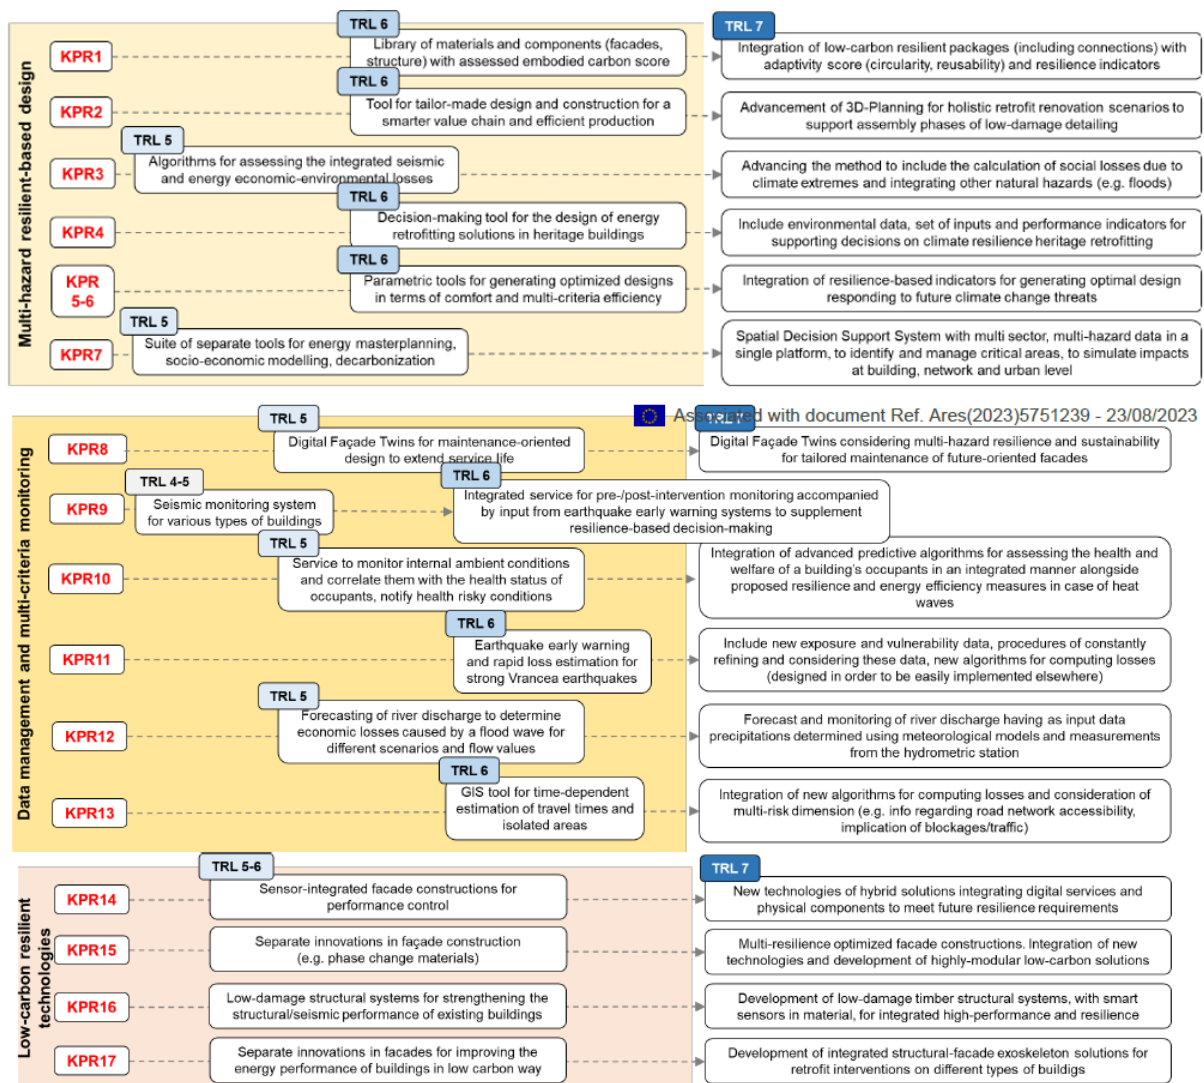 Multi-hazard resilient-based design
TRL 6
TRL 7
KPR1
Library of materials and components (facades,
structure) with assessed embodied carbon score
Integration of low-carbon resilient packages (including connections) with
adaptivity score (circularity, reusability) and resilience indicators
TRL 6
KPR2
Tool for tailor-made design and construction for a
smarter value chain and efficient production
Advancement of 3D-Planning for holistic retrofit renovation scenarios to
support assembly phases of low-damage detailing
TRL 5
KPR3
Algorithms for assessing the integrated seismic
and energy economic-environmental losses
Advancing the method to include the calculation of social losses due to
climate extremes and integrating other natural hazards (e.g. floods)
TRL 6
KPR4
Decision-making tool for the design of energy
retrofitting solutions in heritage buildings
Include environmental data, set of inputs and performance indicators for
supporting decisions on climate resilience heritage retrofitting
TRL 6
KPR
5-6
Parametric tools for generating optimized designs
in terms of comfort and multi-criteria efficiency
Integration of resilience-based indicators for generating optimal design
responding to future climate change threats
TRL 5
KPR7
Suite of separate tools for energy masterplanning,
socio-economic modelling, decarbonization
Spatial Decision Support System with multi sector, multi-hazard data in a
single platform, to identify and manage critical areas, to simulate impacts
at building, network and urban level
Associated with document Ref. Ares(2023)5751239 - 23/08/2023
Data management and multi-criteria monitoring
TRL 5
KPR8
Digital Façade Twins for maintenance-oriented
design to extend service life
Digital Façade Twins considering multi-hazard resilience and sustainability
for tailored maintenance of future-oriented facades
TRL 4-5
TRL 6
KPR9
Seismic monitoring system
for various types of buildings
Integrated service for pre-/post-intervention monitoring accompanied
by input from earthquake early warning systems to supplement
resilience-based decision-making
TRL 5
KPR10
Service to monitor internal ambient conditions
and correlate them with the health status of
occupants, notify health risky conditions
Integration of advanced predictive algorithms for assessing the health and
welfare of a building's occupants in an integrated manner alongside
proposed resilience and energy efficiency measures in case of heat
waves
TRL 6
KPR11
Earthquake early warning
and rapid loss estimation for
strong Vrancea earthquakes
Include new exposure and vulnerability data, procedures of constantly
refining and considering these data, new algorithms for computing losses
(designed in order to be easily implemented elsewhere)
TRL 5
KPR12
Forecasting of river discharge to determine
economic losses caused by a flood wave for
different scenarios and flow values
Forecast and monitoring of river discharge having as input data
precipitations determined using meteorological models and measurements
from the hydrometric station
TRL 6
KPR13
GIS tool for time-dependent
estimation of travel times and
isolated areas
Integration of new algorithms for computing losses and consideration of
multi-risk dimension (e.g. info regarding road network accessibility,
implication of blockages/traffic)
Low-carbon resilient
technologies
TRL 5-6
TRL 7
KPR14
Sensor-integrated facade constructions for
performance control
New technologies of hybrid solutions integrating digital services and
physical components to meet future resilience requirements
KPR15
Separate innovations in façade construction
(e.g. phase change materials)
Multi-resilience optimized facade constructions. Integration of new
technologies and development of highly-modular low-carbon solutions
KPR16
Low-damage structural systems for strengthening the
structural/seismic performance of existing buildings
Development of low-damage timber structural systems, with smart
sensors in material, for integrated high-performance and resilience
KPR17
Separate innovations in facades for improving the
energy performance of buildings in low carbon way
Development of integrated structural-facade exoskeleton solutions for
retrofit interventions on different types of buildigs